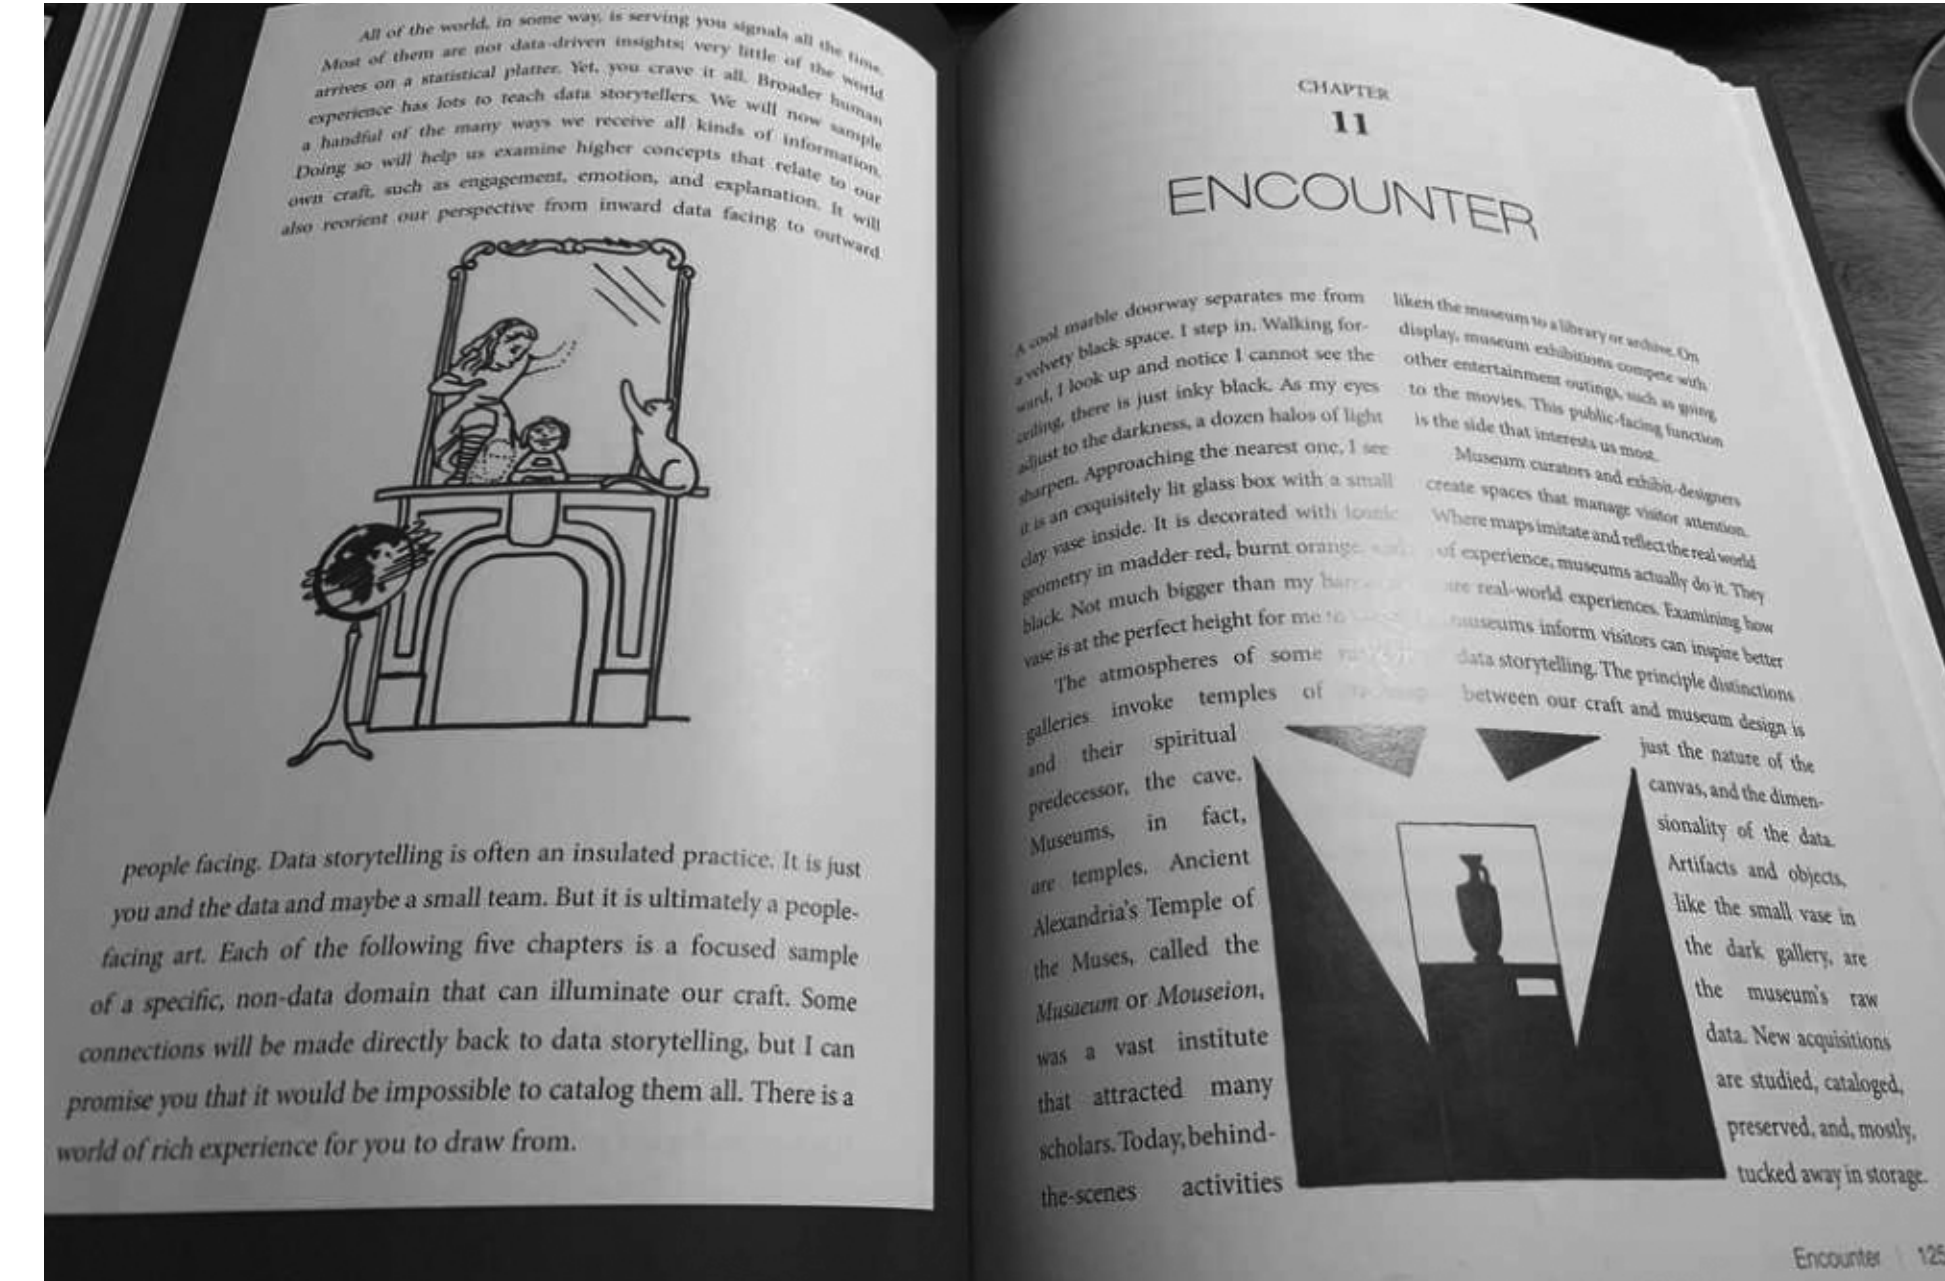 All of the world, in some way, is serving you signals all the time.
Most of them are not data-driven insights; very little of the world
arrives on a statistical platter. Yet, you crave it all. Broader human
experience has lots to teach data storytellers. We will now sample
a handful of the many ways we receive all kinds of information.
Doing so will help us examine higher concepts that relate to our
own craft, such as engagement, emotion, and explanation. It will
also reorient our perspective from inward data facing to outward
people facing. Data storytelling is often an insulated practice. It is just
you and the data and maybe a small team. But it is ultimately a people-
facing art. Each of the following five chapters is a focused sample
of a specific, non-data domain that can illuminate our craft. Some
connections will be made directly back to data storytelling, but I can
promise you that it would be impossible to catalog them all. There is a
world of rich experience for you to draw from.
CHAPTER
11
ENCOUNTER
A cool marble doorway separates me from
a velvety black space. I step in. Walking for-
ward, I look up and notice I cannot see the
ceiling, there is just inky black. As my eyes
adjust to the darkness, a dozen halos of light
sharpen. Approaching the nearest one, I see
it is an exquisitely lit glass box with a small
clay vase inside. It is decorated with iconic
geometry in madder red, burnt orange,
black. Not much bigger than my
vase is at the perfect height for me to
The atmospheres of some
galleries invoke temples of
and their spiritual
predecessor, the cave.
Museums, in fact,
are temples. Ancient
Alexandria's Temple of
the Muses, called the
Musaeum or Mouseion,
was a vast institute
that attracted many
scholars. Today, behind-
the-scenes activities
liken the museum to a library or archive. On
display, museum exhibitions compete with
other entertainment outings, such as going
to the movies. This public-facing function
is the side that interests us most.
Museum curators and exhibit-designers
create spaces that manage visitor attention.
Where maps imitate and reflect the real world
of experience, museums actually do it. They
are real-world experiences. Examining how
museums inform visitors can inspire better
data storytelling. The principle distinctions
between our craft and museum design is
just the nature of the
canvas, and the dimen-
sionality of the data.
Artifacts and objects,
like the small vase in
the dark gallery, are
the museum's raw
data. New acquisitions
are studied, cataloged,
preserved, and, mostly,
tucked away in storage.
Encounter | 125